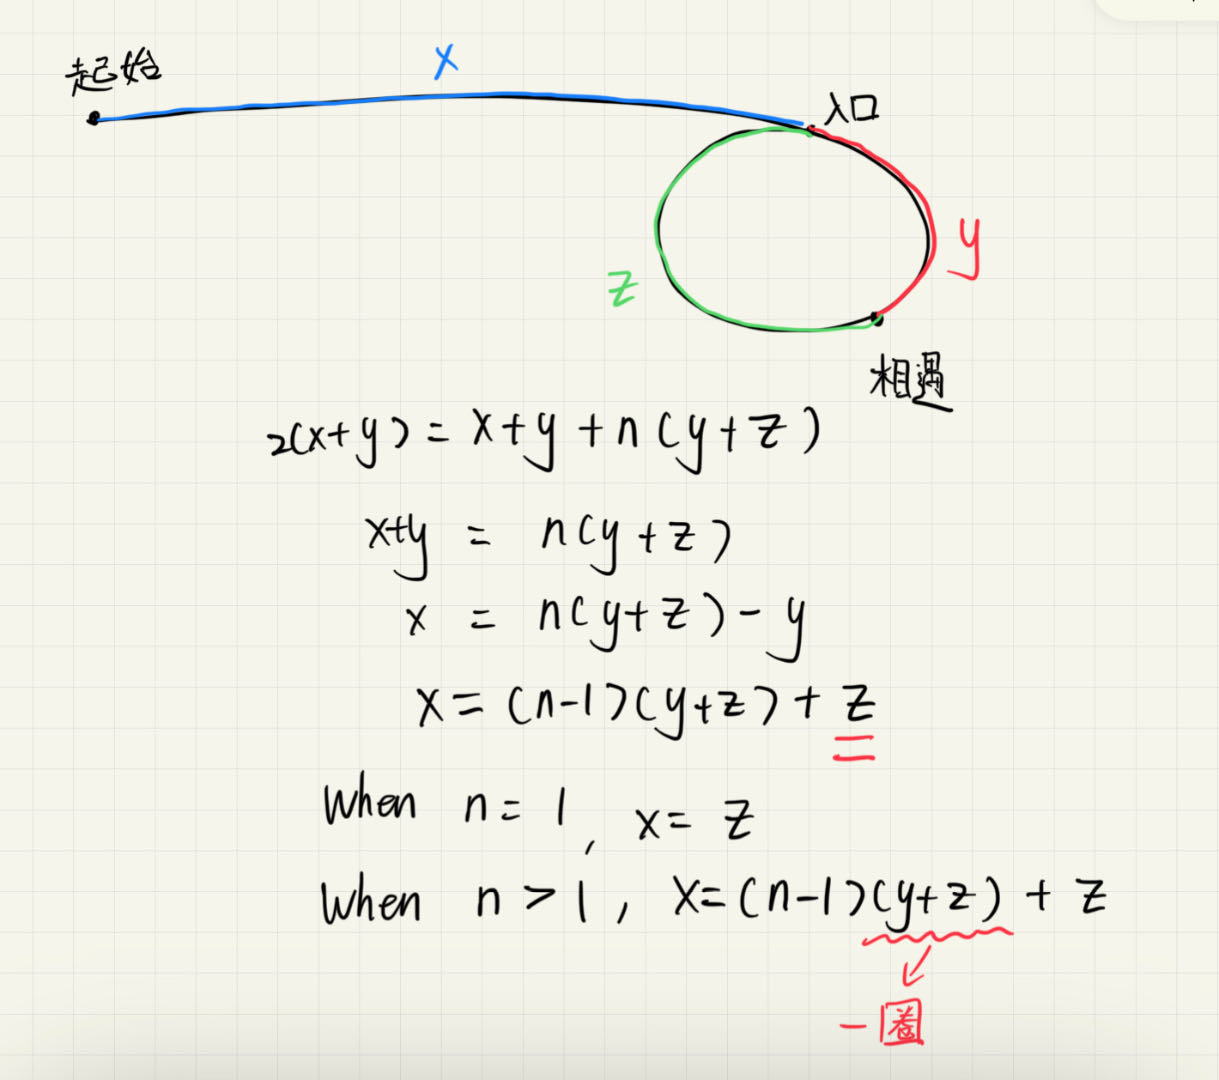 起始
x
入口
y
z
相遇
2(x+y) = x+y+n(y+z)
x+y = n(y+z)
x = n(y+z)-y
x = (n-1)(y+z)+z
When n=1, x=z
When n>1, x=(n-1)(y+z)+z
一圈